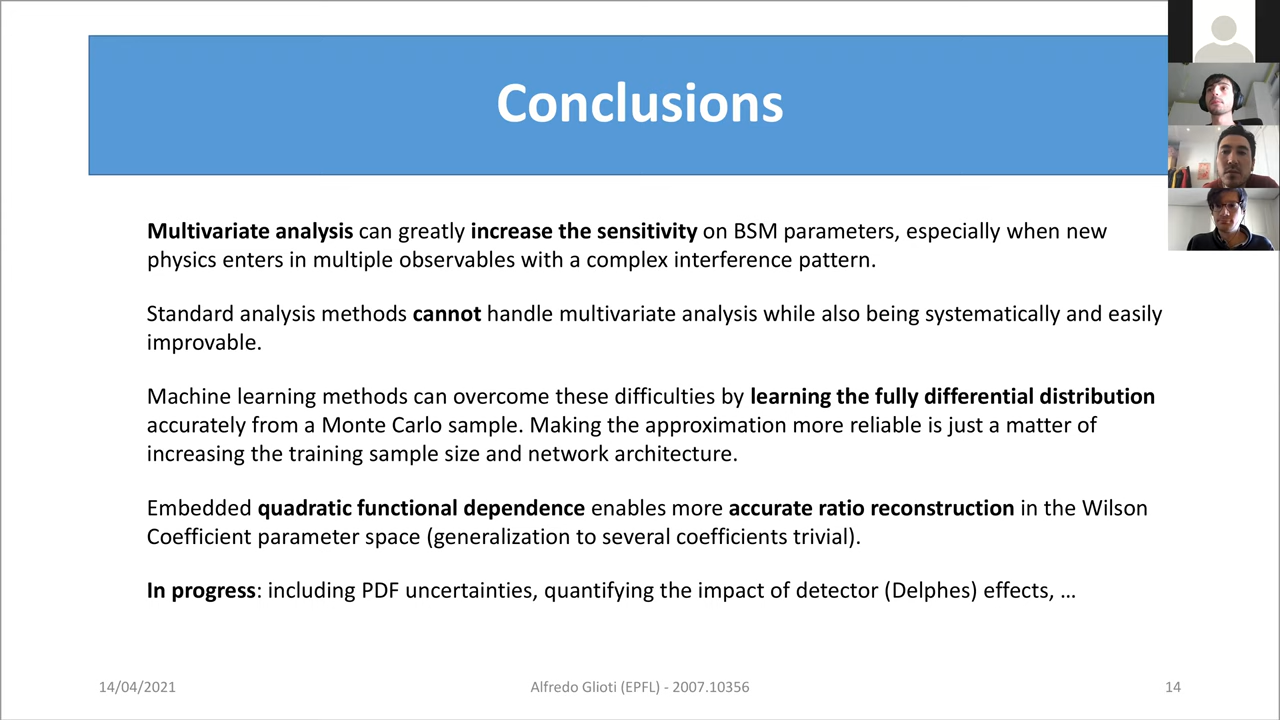 Conclusions
Multivariate analysis can greatly increase the sensitivity on BSM parameters, especially when new
physics enters in multiple observables with a complex interference pattern.
Standard analysis methods cannot handle multivariate analysis while also being systematically and easily
improvable.
Machine learning methods can overcome these difficulties by learning the fully differential distribution
accurately from a Monte Carlo sample. Making the approximation more reliable is just a matter of
increasing the training sample size and network architecture.
Embedded quadratic functional dependence enables more accurate ratio reconstruction in the Wilson
Coefficient parameter space (generalization to several coefficients trivial).
In progress: including PDF uncertainties, quantifying the impact of detector (Delphes) effects, …
14/04/2021
Alfredo Glioti (EPFL) - 2007.10356
14